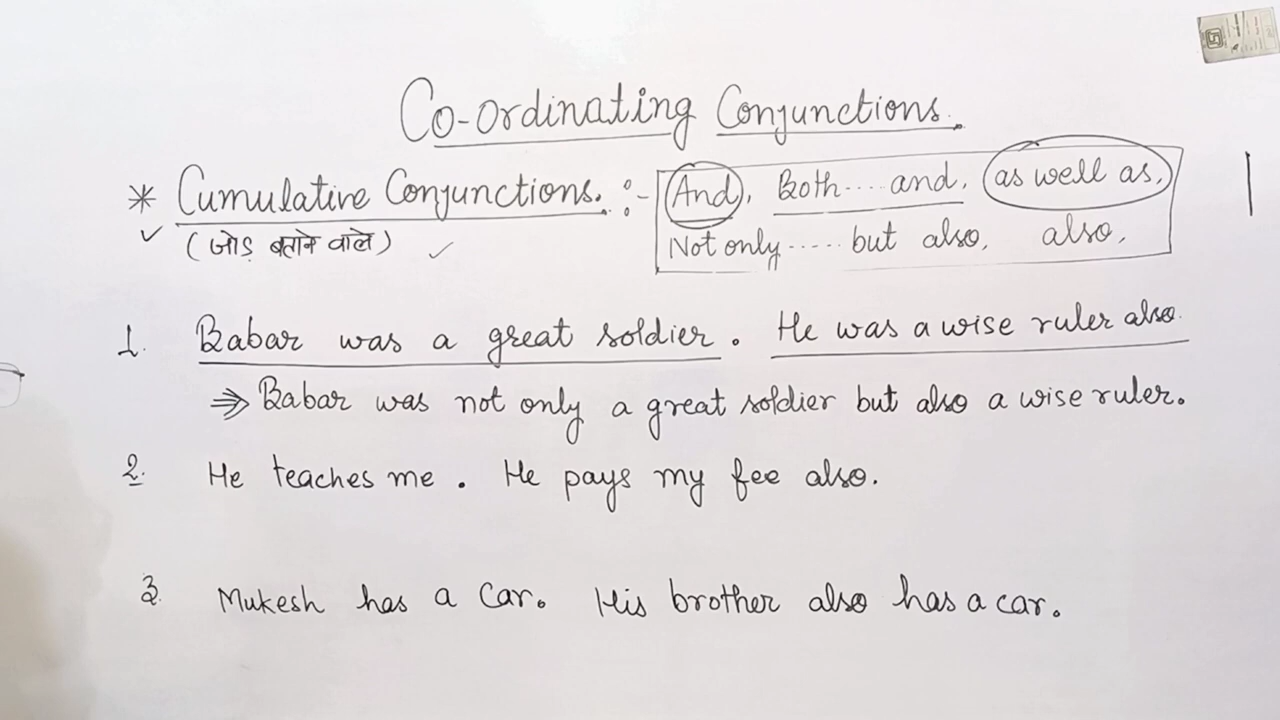 Co-ordinating Conjunctions.
* Cumulative Conjunctions. :- And, Both.... and, as well as,
(जोड़ बताने वाले) Not only ..... but also, also,
1. Babar was a great soldier. He was a wise ruler also.
⇒ Babar was not only a great soldier but also a wise ruler.
2. He teaches me. He pays my fee also.
3. Mukesh has a car. His brother also has a car.